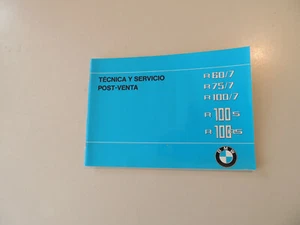 TÉCNICA Y SERVICIO
POST-VENTA
R 60/7
R 75/7
R 100/7
R 100 S
R 100 RS
BMW